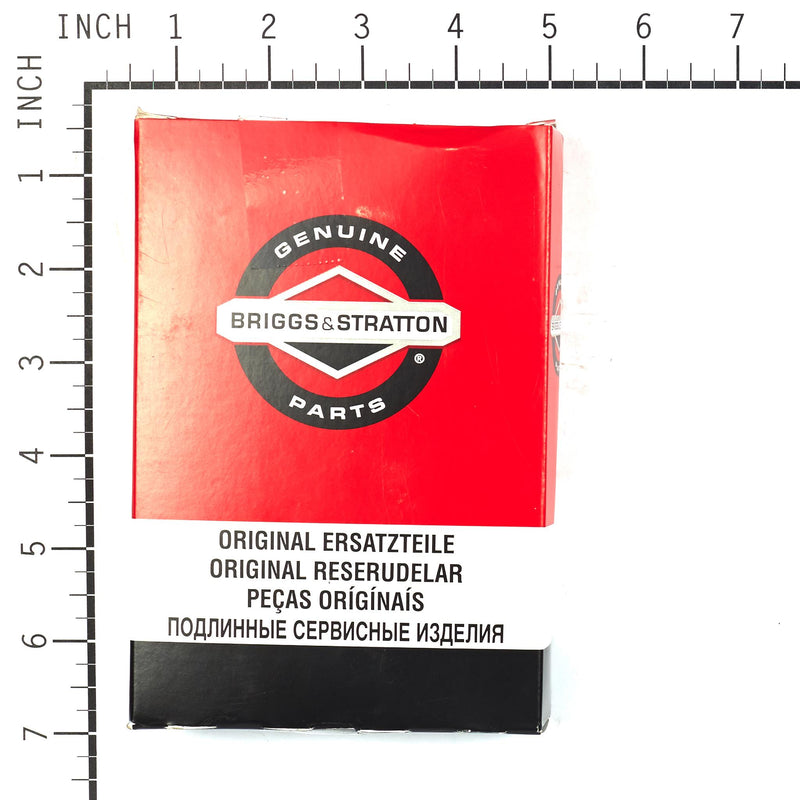 INCH 1 2 3 4 5 6 7
INCH
1
2
3
4
5
6
7
GENUINE
BRIGGS&STRATTON
®
PARTS
ORIGINAL ERSATZTEILE
ORIGINAL RESERUDELAR
PEÇAS ORÍGÍNAÍS
ПОДЛИННЫЕ СЕРВИСНЫЕ ИЗДЕЛИЯ